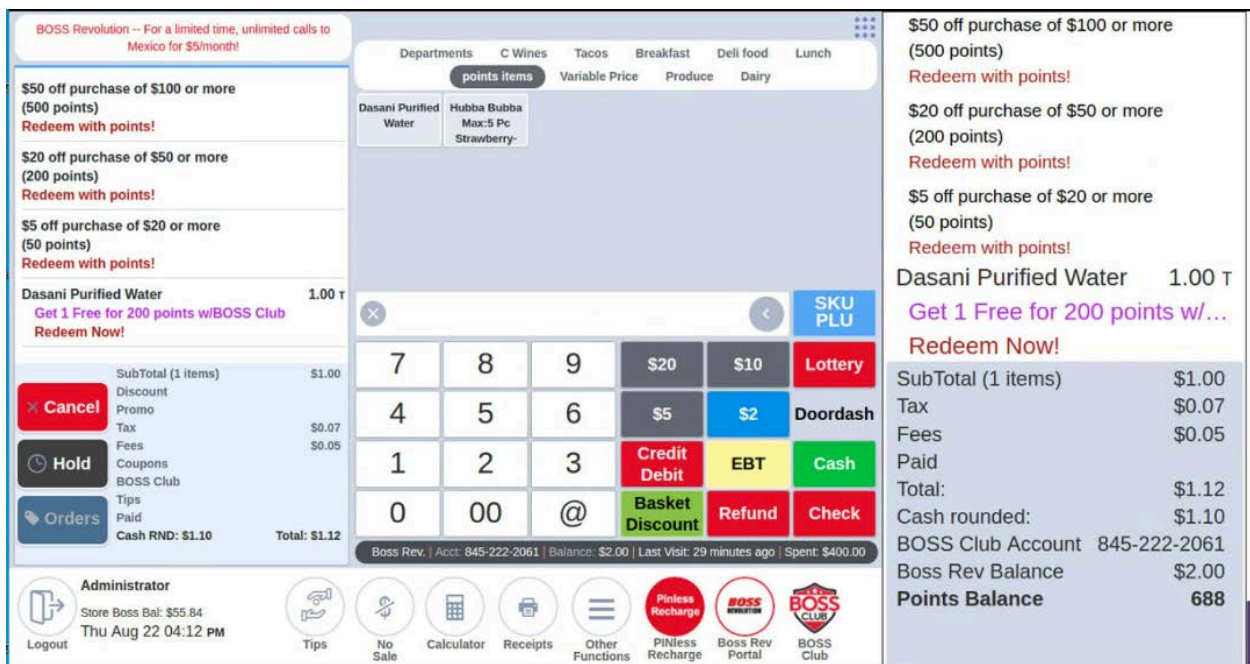 BOSS Revolution -- For a limited time, unlimited calls to
Mexico for $5/month!
$50 off purchase of $100 or more
(500 points)
Redeem with points!
$20 off purchase of $50 or more
(200 points)
Redeem with points!
$5 off purchase of $20 or more
(50 points)
Redeem with points!
Dasani Purified Water 1.00 T
Get 1 Free for 200 points w/BOSS Club
Redeem Now!
Cancel
Hold
Orders
SubTotal (1 items) $1.00
Discount
Promo
Tax $0.07
Fees $0.05
Coupons
BOSS Club
Tips
Paid
Cash RND: $1.10 Total: $1.12
Departments C Wines Tacos Breakfast Deli food Lunch
points items Variable Price Produce Dairy
Dasani Purified
Water
Hubba Bubba
Max:5 Pc
Strawberry-
SKU
PLU
7 8 9 $20 $10 Lottery
4 5 6 $5 $2 Doordash
1 2 3 Credit
Debit EBT Cash
0 00 @ Basket
Discount Refund Check
Boss Rev. | Acct: 845-222-2061 | Balance: $2.00 | Last Visit: 29 minutes ago | Spent: $400.00
Logout
Administrator
Store Boss Bal: $55.84
Thu Aug 22 04:12 PM
Tips
No
Sale
Calculator
Receipts
Other
Functions
Pinless
Recharge
PINless
Recharge
BOSS
REVOLUTION
Boss Rev
Portal
BOSS
CLUB
BOSS
Club
$50 off purchase of $100 or more
(500 points)
Redeem with points!
$20 off purchase of $50 or more
(200 points)
Redeem with points!
$5 off purchase of $20 or more
(50 points)
Redeem with points!
Dasani Purified Water 1.00 T
Get 1 Free for 200 points w/...
Redeem Now!
SubTotal (1 items) $1.00
Tax $0.07
Fees $0.05
Paid
Total: $1.12
Cash rounded: $1.10
BOSS Club Account 845-222-2061
Boss Rev Balance $2.00
Points Balance 688